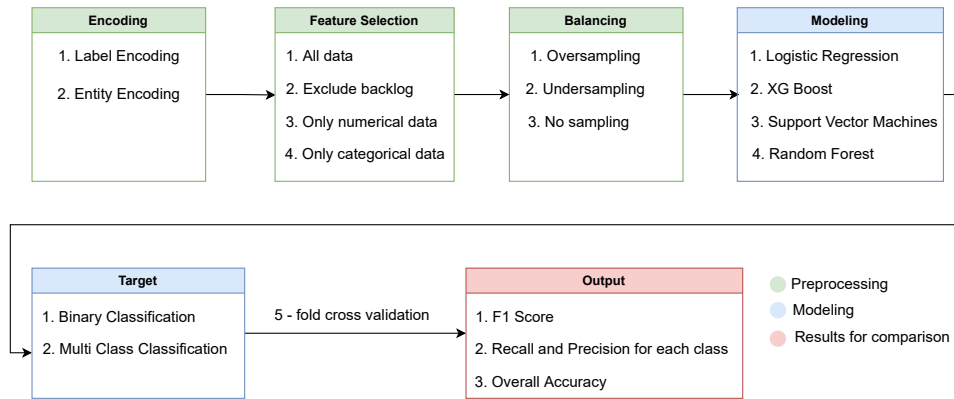 Encoding
1. Label Encoding
2. Entity Encoding
Feature Selection
1. All data
2. Exclude backlog
3. Only numerical data
4. Only categorical data
Balancing
1. Oversampling
2. Undersampling
3. No sampling
Modeling
1. Logistic Regression
2. XG Boost
3. Support Vector Machines
4. Random Forest
Target
1. Binary Classification
2. Multi Class Classification
5 - fold cross validation
Output
1. F1 Score
2. Recall and Precision for each class
3. Overall Accuracy
Preprocessing
Modeling
Results for comparison